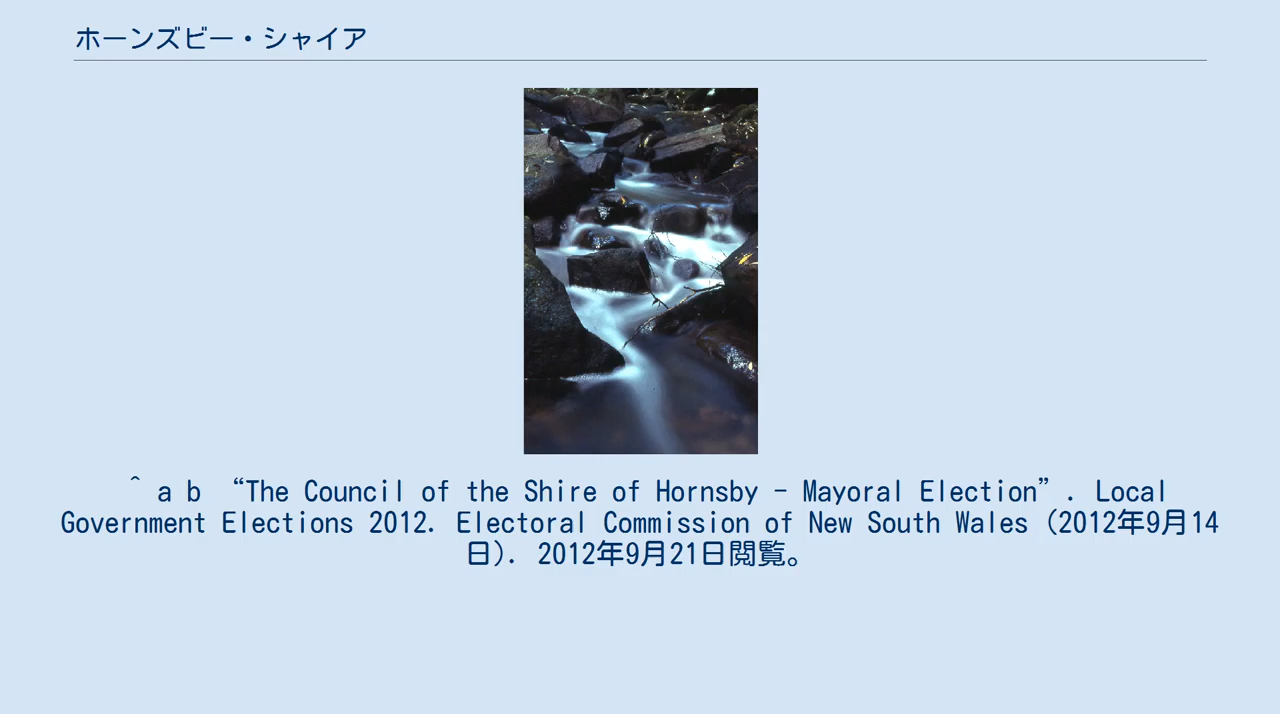 ホーンズビー・シャイア
^ a b “The Council of the Shire of Hornsby - Mayoral Election”. Local
Government Elections 2012. Electoral Commission of New South Wales (2012年9月14
日). 2012年9月21日閲覧。